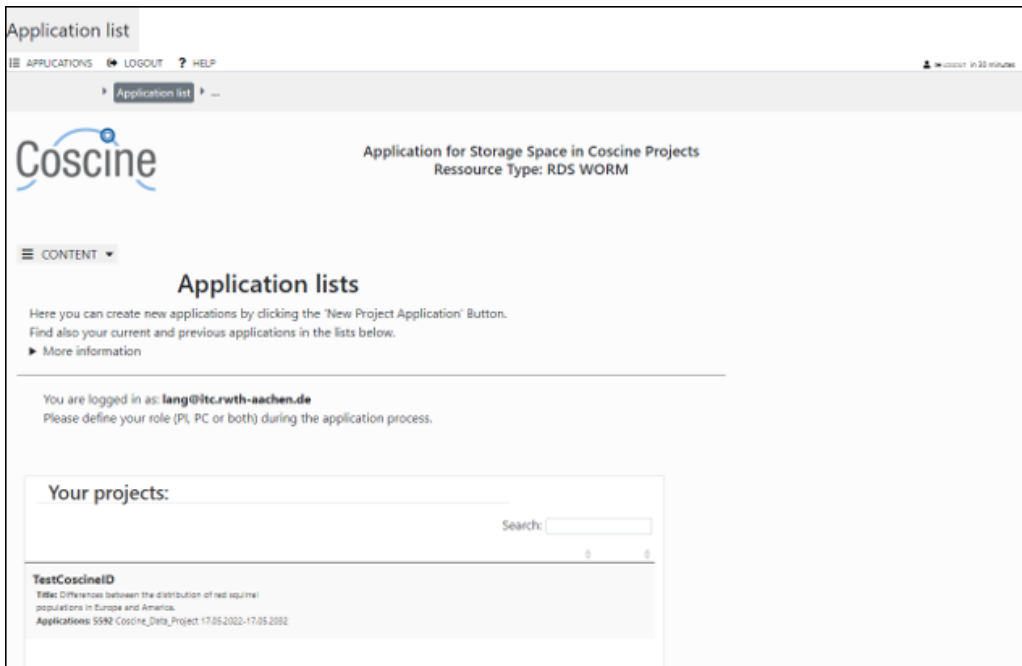 Application list
APPLICATIONS LOGOUT ? HELP
LOGOUT in 30 minutes
Application list ...
Coscine
Application for Storage Space in Coscine Projects
Ressource Type: RDS WORM
CONTENT
Application lists
Here you can create new applications by clicking the 'New Project Application' Button.
Find also your current and previous applications in the lists below.
More information
You are logged in as: lang@itc.rwth-aachen.de
Please define your role (PI, PC or both) during the application process.
Your projects:
Search:
TestCoscineID
Title: Differences between the distribution of red squirrel
populations in Europe and America.
Applications: 5592 Coscine_Data_Project 17.05.2022-17.05.2032